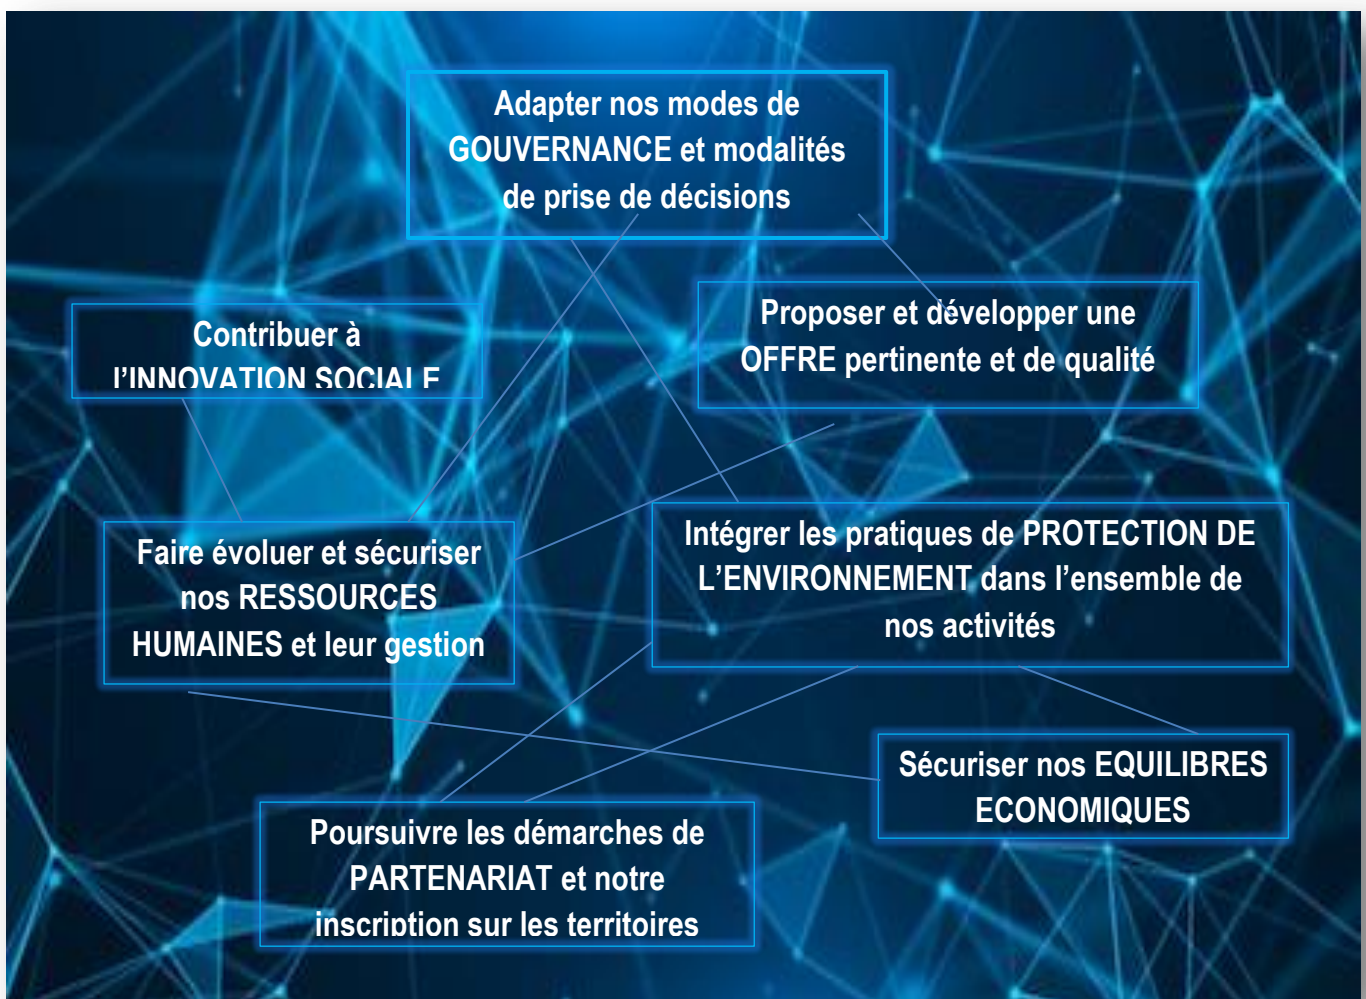 Adapter nos modes de
GOUVERNANCE et modalités
de prise de décisions
Contribuer à
l’INNOVATION SOCIALE
Proposer et développer une
OFFRE pertinente et de qualité
Faire évoluer et sécuriser
nos RESSOURCES
HUMAINES et leur gestion
Intégrer les pratiques de PROTECTION DE
L’ENVIRONNEMENT dans l’ensemble de
nos activités
Sécuriser nos EQUILIBRES
ECONOMIQUES
Poursuivre les démarches de
PARTENARIAT et notre
inscription sur les territoires